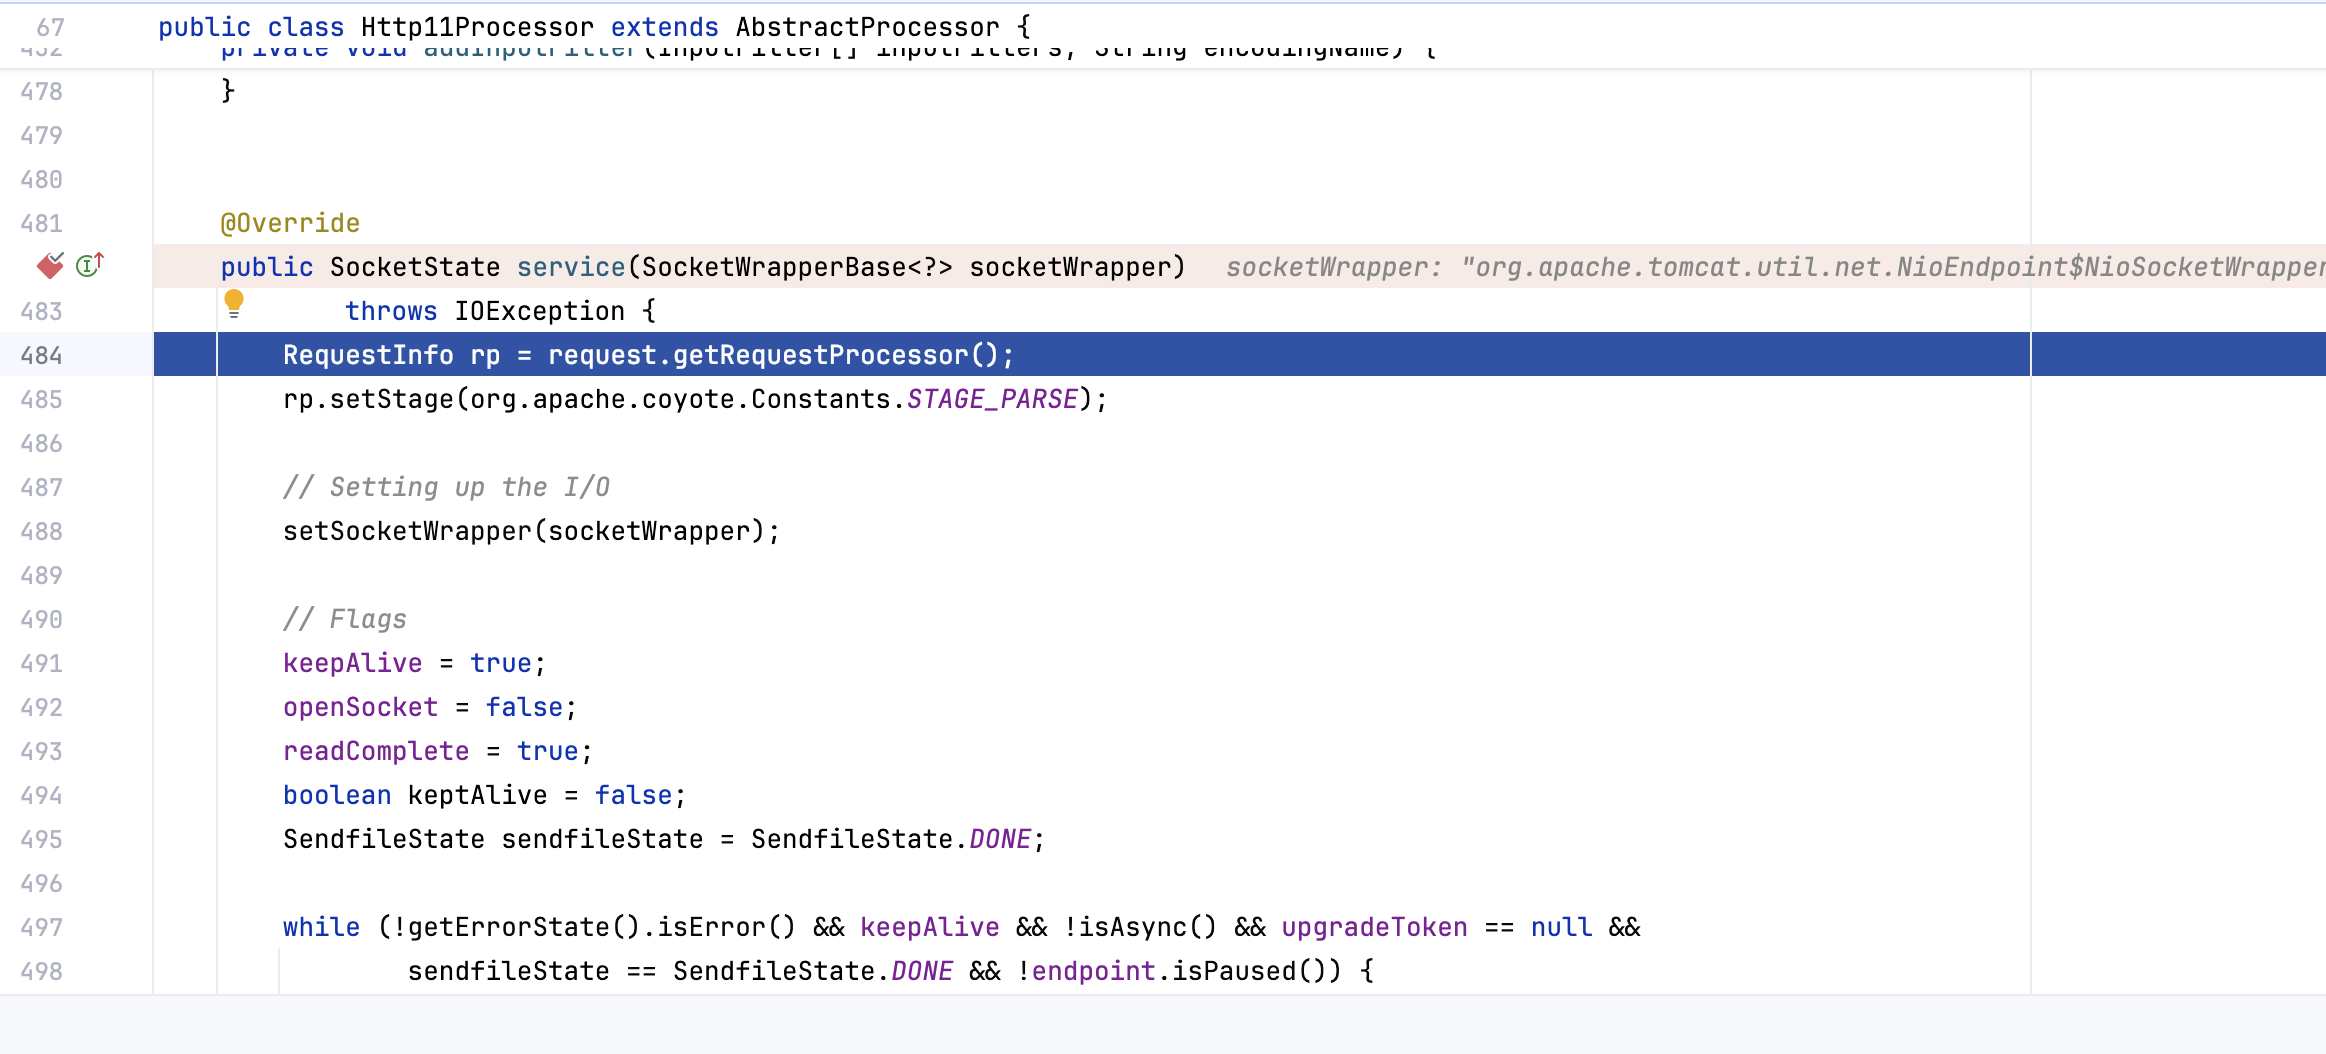 67 public class Http11Processor extends AbstractProcessor {
452 private void addInputFilter(InputFilter[] inputFilters, String encodingName) {
478 }
479
480
481 @Override
public SocketState service(SocketWrapperBase<?> socketWrapper) socketWrapper: "org.apache.tomcat.util.net.NioEndpoint$NioSocketWrapper
483 throws IOException {
484 RequestInfo rp = request.getRequestProcessor();
485 rp.setStage(org.apache.coyote.Constants.STAGE_PARSE);
486
487 // Setting up the I/O
488 setSocketWrapper(socketWrapper);
489
490 // Flags
491 keepAlive = true;
492 openSocket = false;
493 readComplete = true;
494 boolean keptAlive = false;
495 SendfileState sendfileState = SendfileState.DONE;
496
497 while (!getErrorState().isError() && keepAlive && !isAsync() && upgradeToken == null &&
498 sendfileState == SendfileState.DONE && !endpoint.isPaused()) {